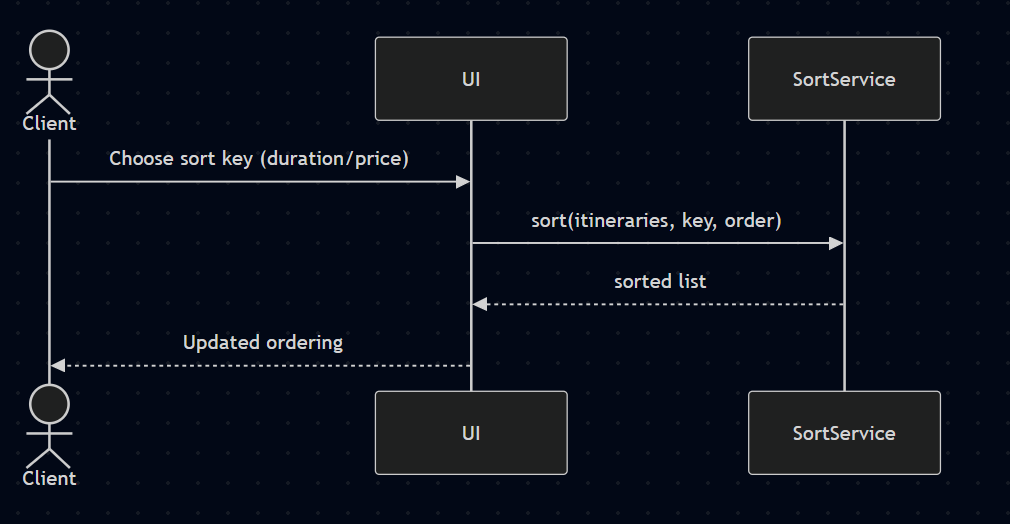 Client
UI
SortService
Choose sort key (duration/price)
sort(itineraries, key, order)
sorted list
Updated ordering
Client
UI
SortService